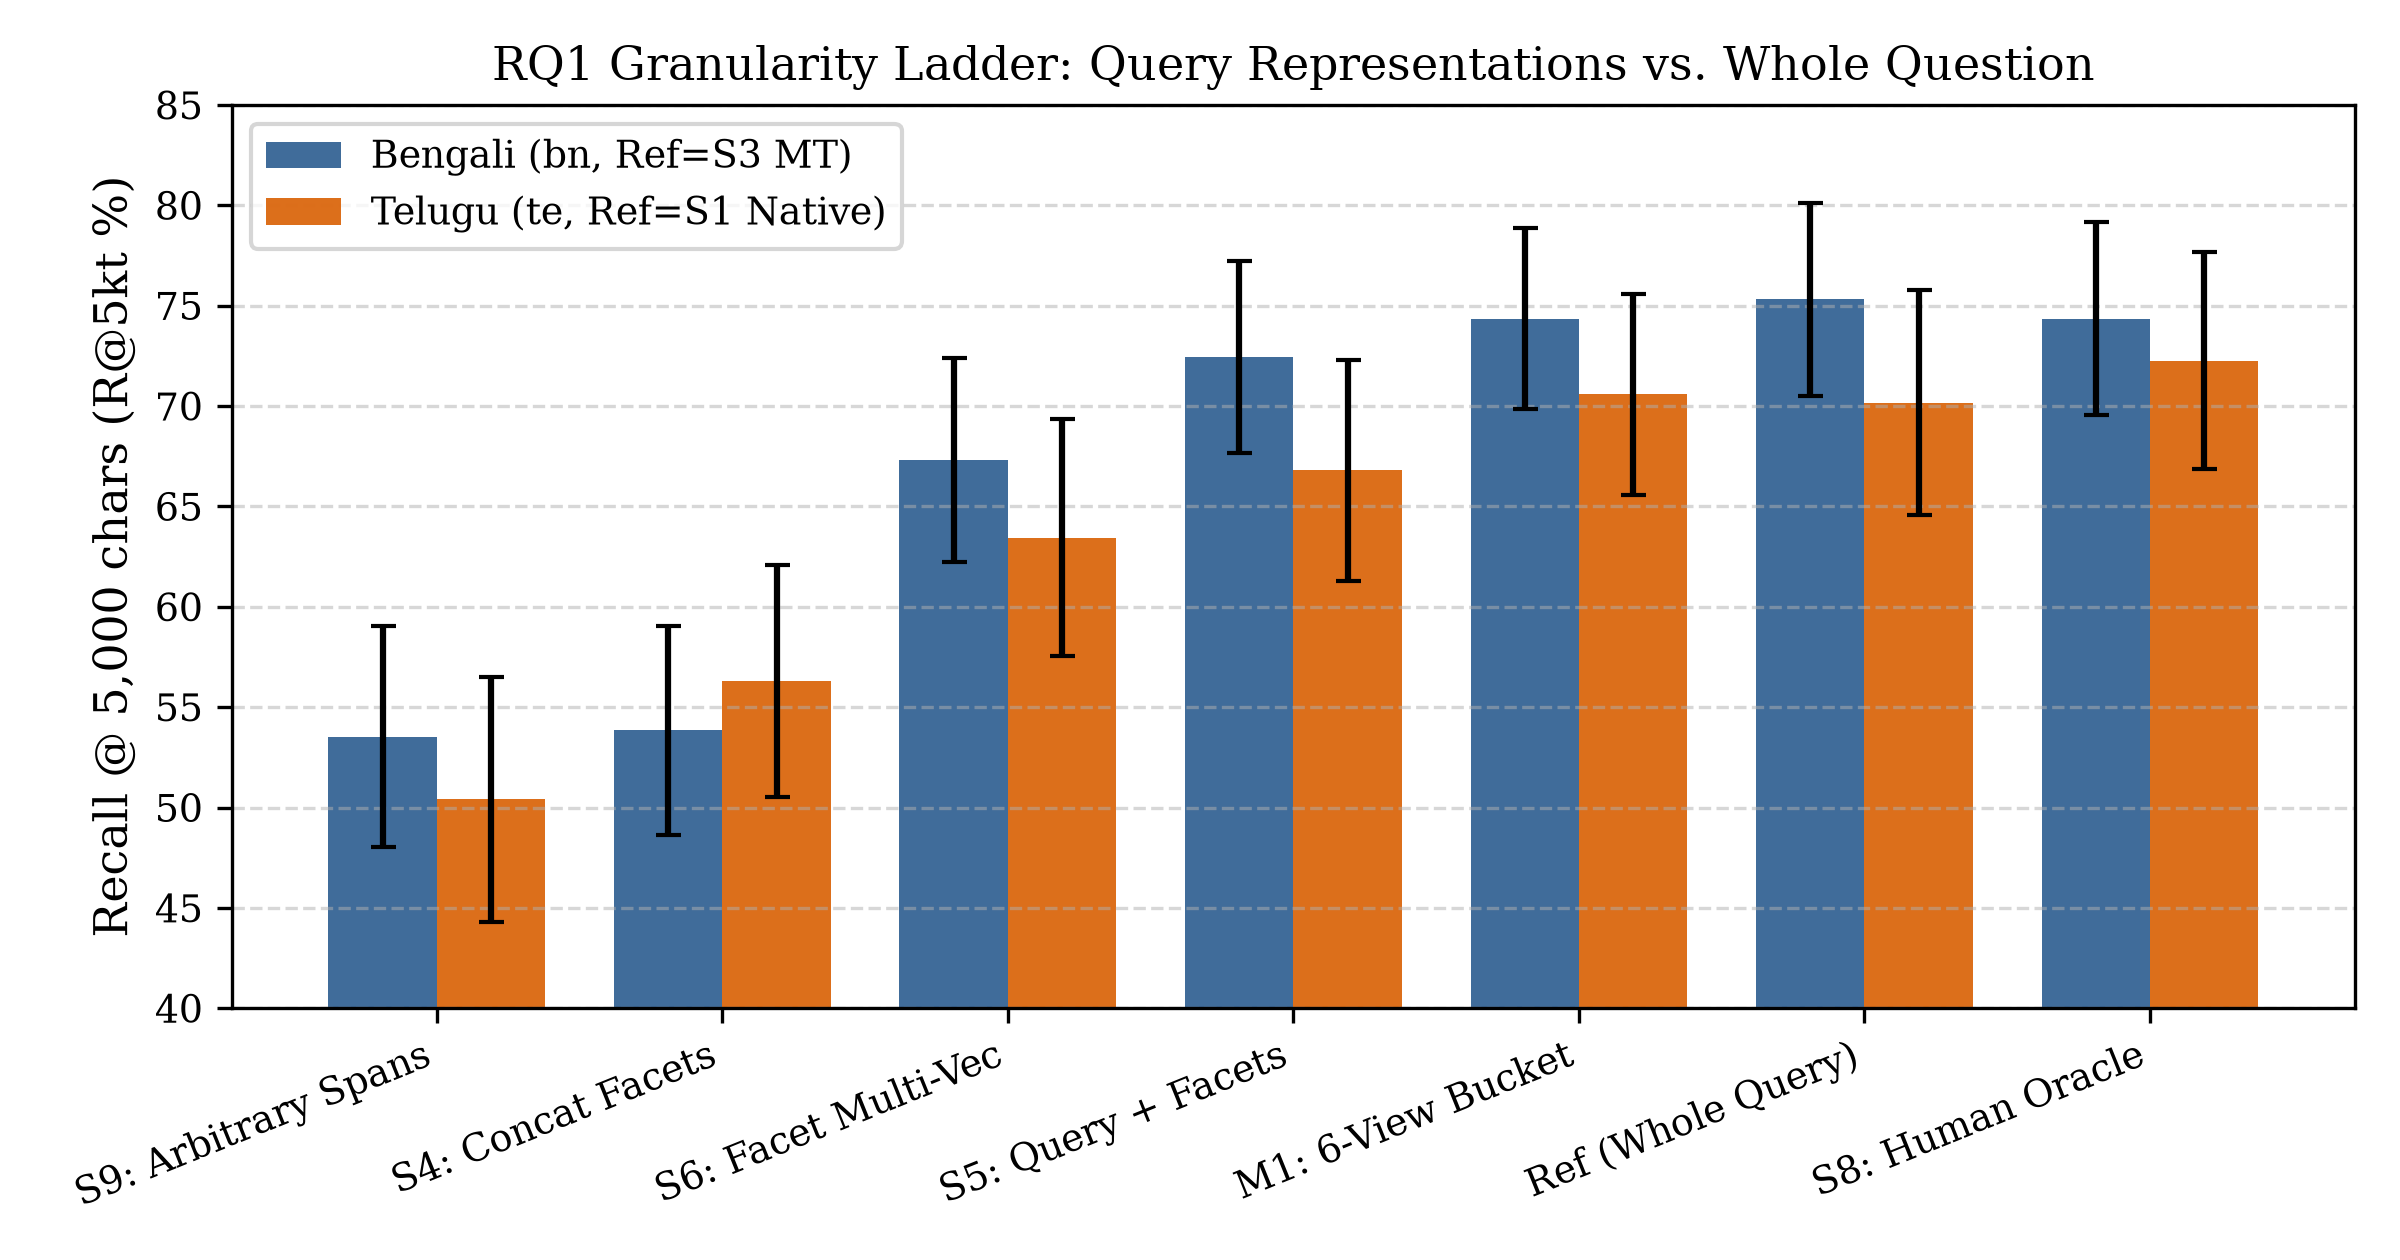 RQ1 Granularity Ladder: Query Representations vs. Whole Question
Recall @ 5,000 chars (R@5kt %)
85
80
75
70
65
60
55
50
45
40
Bengali (bn, Ref=S3 MT)
Telugu (te, Ref=S1 Native)
S9: Arbitrary Spans
S4: Concat Facets
S6: Facet Multi-Vec
S5: Query + Facets
M1: 6-View Bucket
Ref (Whole Query)
S8: Human Oracle